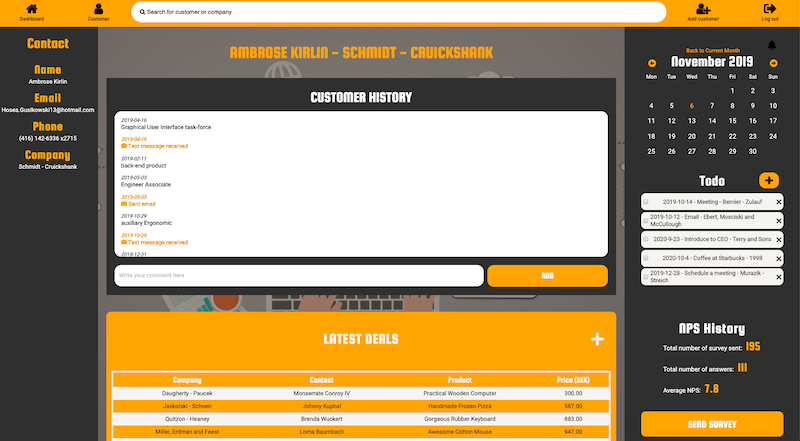 Dashboard
Customer
Search for customer or company
Add customer
Log out
Contact
Name
Ambrose Kirlin
Email
Hosea.Gusikowski13@hotmail.com
Phone
(416) 142-6336 x2715
Company
Schmidt - Cruickshank
AMBROSE KIRLIN - SCHMIDT - CRUICKSHANK
CUSTOMER HISTORY
2019-04-16
Graphical User Interface task-force
2019-04-16
Text message received
2019-02-11
back-end product
2019-05-03
Engineer Associate
2019-05-03
Sent email
2019-10-29
auxiliary Ergonomic
2019-10-29
Text message received
2018-12-31
Write your comment here
ADD
LATEST DEALS
Company Contact Product Price (SEK)
Daugherty - Paucek Monserrate Conroy IV Practical Wooden Computer 300.00
Jaskolski - Schoen Johnny Kuphal Handmade Frozen Pizza 587.00
Quitzon - Heaney Brenda Wuckert Gorgeous Rubber Keyboard 883.00
Miller, Erdman and Feest Lorna Baumbach Awesome Cotton Mouse 947.00
Back to Current Month
November 2019
Mon Tue Wed Thu Fri Sat Sun
1 2 3
4 5 6 7 8 9 10
11 12 13 14 15 16 17
18 19 20 21 22 23 24
25 26 27 28 29 30
Todo
2019-10-14 - Meeting - Bernier - Zulauf
2019-10-12 - Email - Ebert, Mosciski and
McCullough
2020-9-23 - Introduce to CEO - Terry and Sons
2020-10-4 - Coffee at Starbucks - 1998
2019-12-28 - Schedule a meeting - Murazik -
Streich
NPS History
Total number of survey sent: 195
Total number of answers: 111
Average NPS: 7.8
SEND SURVEY